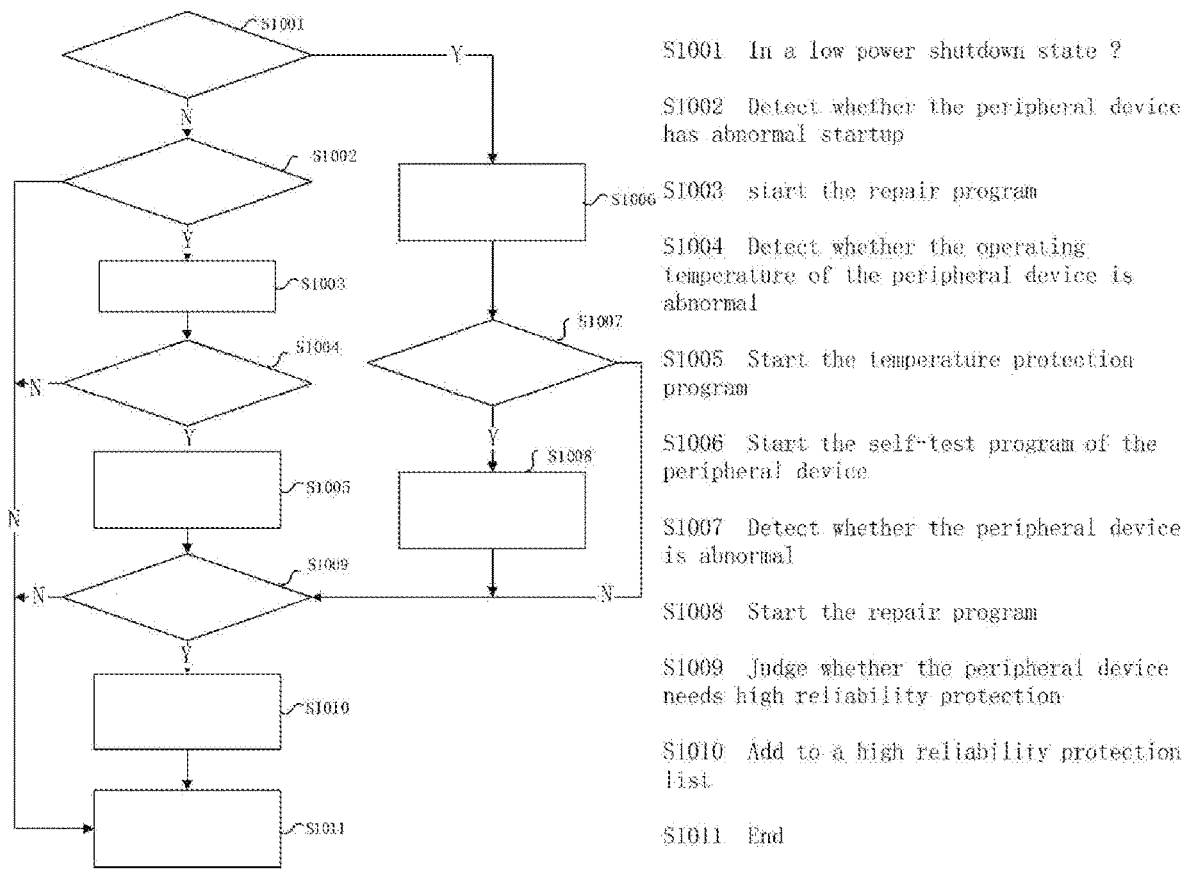 S1001
Y
N
S1002
S1006
Y
S1003
S1007
S1004
N
Y
Y
S1008
S1005
N
S1009
N
N
Y
S1010
S1011
S1001 In a low power shutdown state ?
S1002 Detect whether the peripheral device
has abnormal startup
S1003 start the repair program
S1004 Detect whether the operating
temperature of the peripheral device is
abnormal
S1005 Start the temperature protection
program
S1006 Start the self-test program of the
peripheral device
S1007 Detect whether the peripheral device
is abnormal
S1008 Start the repair program
S1009 Judge whether the peripheral device
needs high reliability protection
S1010 Add to a high reliability protection
list
S1011 End